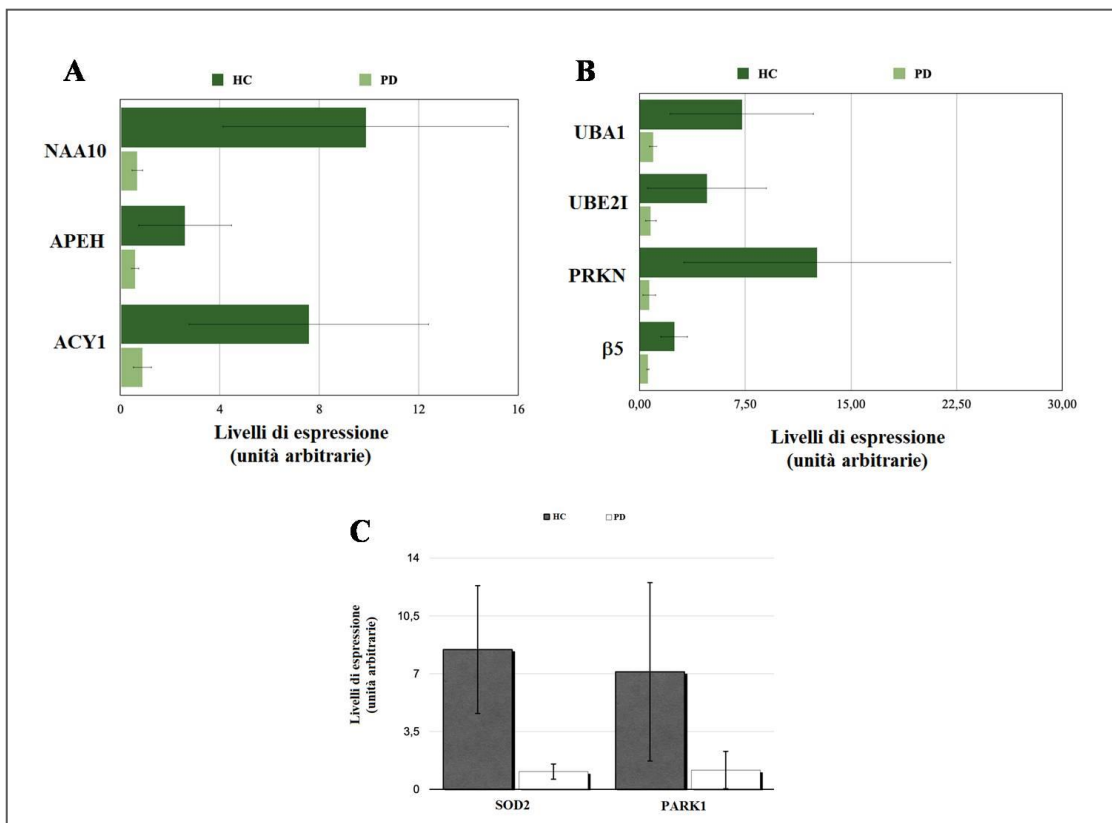 A
HC PD
NAA10
APEH
ACY1
0 4 8 12 16
Livelli di espressione
(unità arbitrarie)
B
HC PD
UBA1
UBE2I
PRKN
β5
0,00 7,50 15,00 22,50 30,00
Livelli di espressione
(unità arbitrarie)
C
HC PD
Livelli di espressione
(unità arbitrarie)
14
10,5
7
3,5
0
SOD2 PARK1